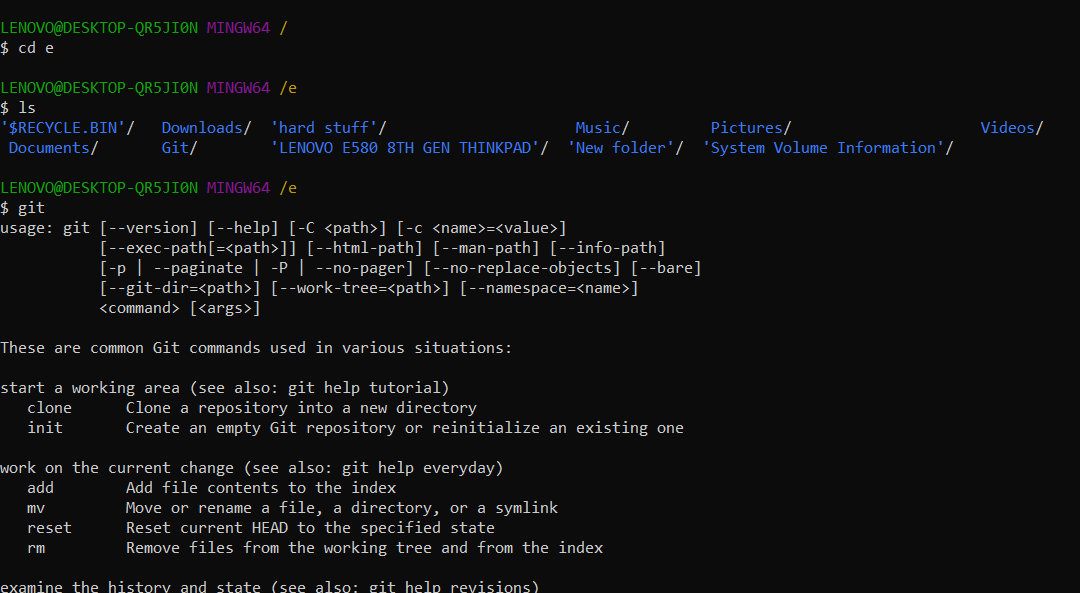 LENOVO@DESKTOP-QR5JI0N MINGW64 /
$ cd e
LENOVO@DESKTOP-QR5JI0N MINGW64 /e
$ ls
'$RECYCLE.BIN'/   Downloads/  'hard stuff'/                     Music/         Pictures/                     Videos/
 Documents/       Git/        'LENOVO E580 8TH GEN THINKPAD'/  'New folder'/  'System Volume Information'/
LENOVO@DESKTOP-QR5JI0N MINGW64 /e
$ git
usage: git [--version] [--help] [-C <path>] [-c <name>=<value>]
           [--exec-path[=<path>]] [--html-path] [--man-path] [--info-path]
           [-p | --paginate | -P | --no-pager] [--no-replace-objects] [--bare]
           [--git-dir=<path>] [--work-tree=<path>] [--namespace=<name>]
           <command> [<args>]
These are common Git commands used in various situations:
start a working area (see also: git help tutorial)
   clone      Clone a repository into a new directory
   init       Create an empty Git repository or reinitialize an existing one
work on the current change (see also: git help everyday)
   add        Add file contents to the index
   mv         Move or rename a file, a directory, or a symlink
   reset      Reset current HEAD to the specified state
   rm         Remove files from the working tree and from the index
examine the history and state (see also: git help revisions)